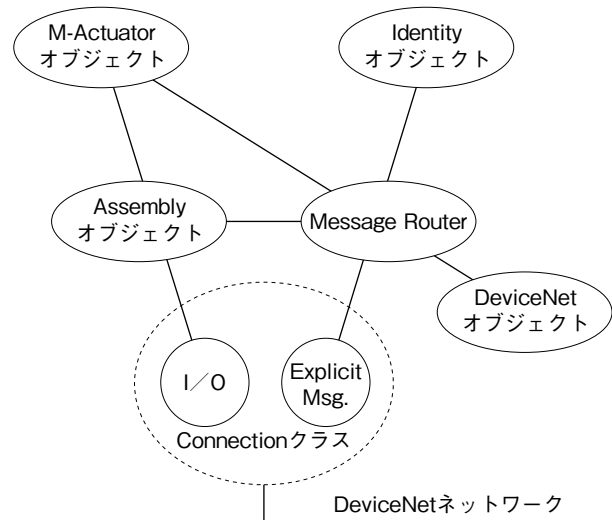 M-Actuator
オブジェクト
Identity
オブジェクト
Assembly
オブジェクト
Message Router
DeviceNet
オブジェクト
I／O
Explicit
Msg.
Connectionクラス
DeviceNetネットワーク